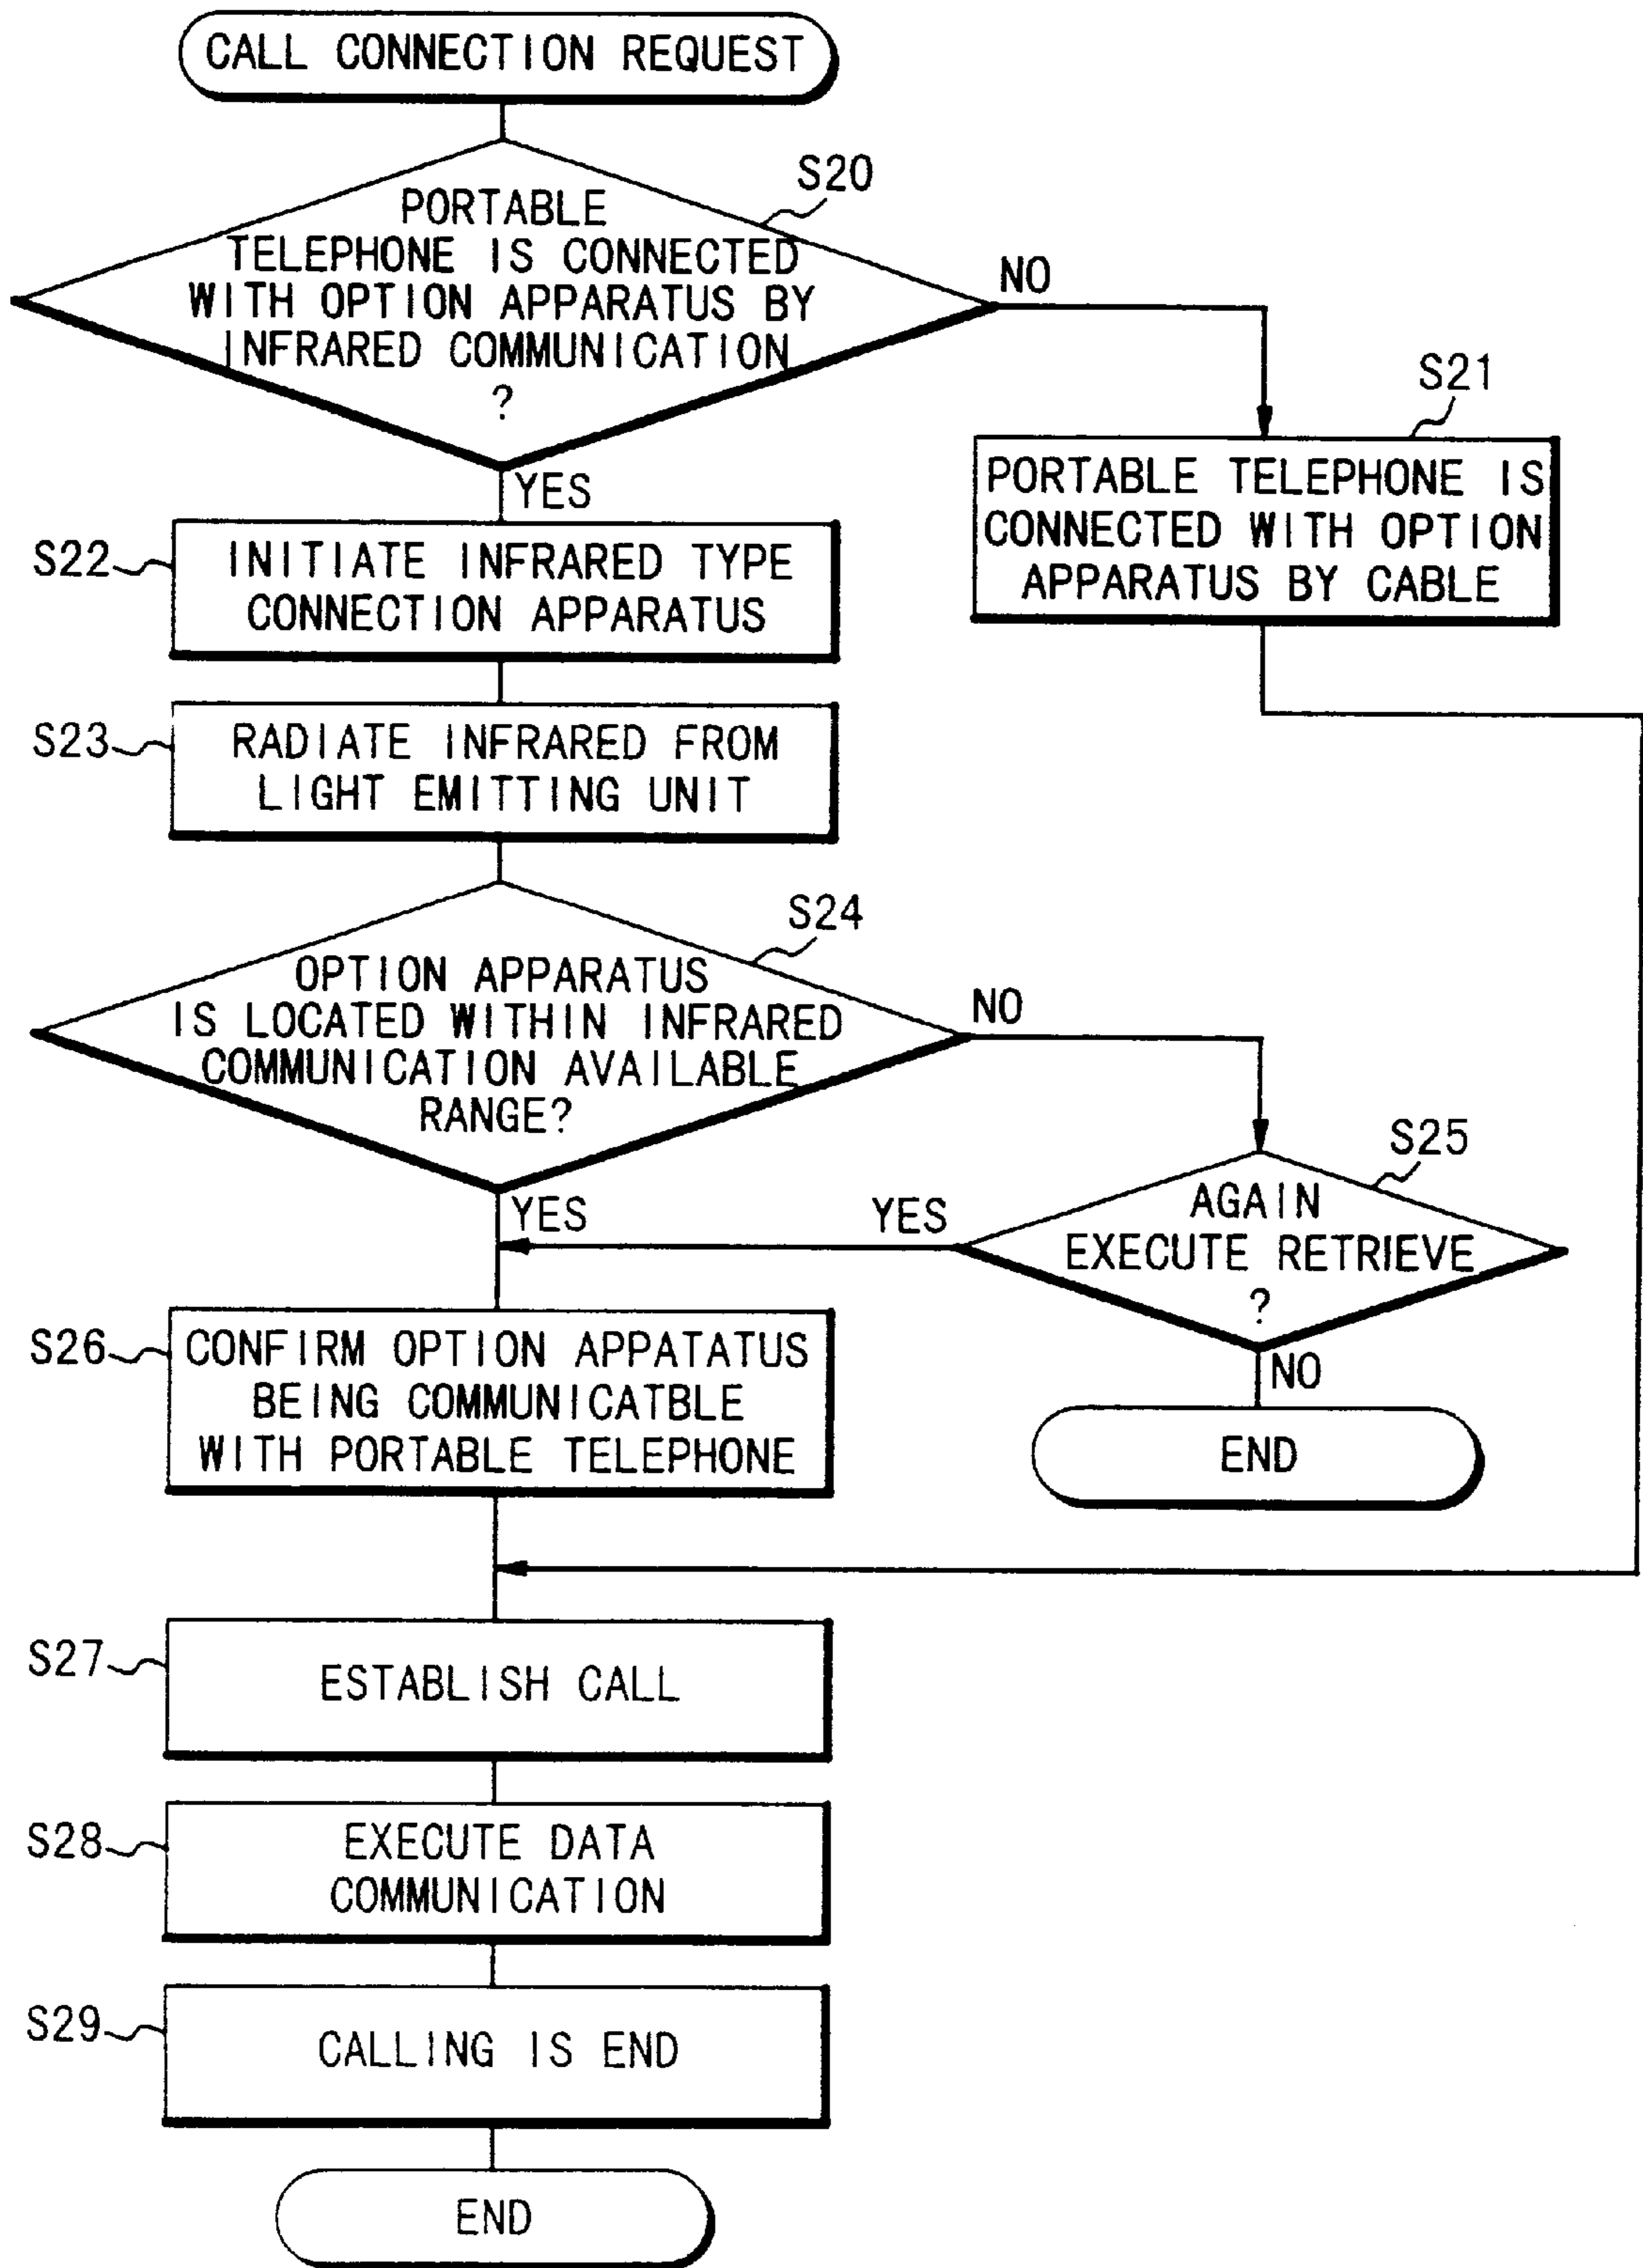 CALL CONNECTION REQUEST
S20
PORTABLE
TELEPHONE IS CONNECTED
WITH OPTION APPARATUS BY
INFRARED COMMUNICATION
?
NO
YES
S21
PORTABLE TELEPHONE IS
CONNECTED WITH OPTION
APPARATUS BY CABLE
S22
INITIATE INFRARED TYPE
CONNECTION APPARATUS
S23
RADIATE INFRARED FROM
LIGHT EMITTING UNIT
S24
OPTION APPARATUS
IS LOCATED WITHIN INFRARED
COMMUNICATION AVAILABLE
RANGE?
NO
YES
S25
AGAIN
EXECUTE RETRIEVE
?
YES
NO
END
S26
CONFIRM OPTION APPATATUS
BEING COMMUNICATBLE
WITH PORTABLE TELEPHONE
S27
ESTABLISH CALL
S28
EXECUTE DATA
COMMUNICATION
S29
CALLING IS END
END